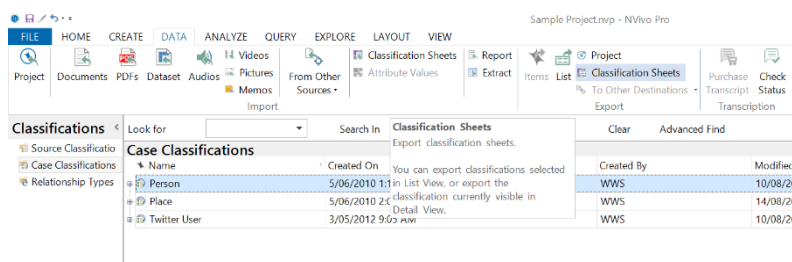 Sample Project.nvp - NVivo Pro
FILE HOME CREATE DATA ANALYZE QUERY EXPLORE LAYOUT VIEW
Project
Documents
PDFs
Dataset
Audios
Videos
Pictures
Memos
From Other
Sources
Classification Sheets
Attribute Values
Report
Extract
Import
Items
List
Project
Classification Sheets
To Other Destinations
Export
Purchase
Transcript
Check
Status
Transcription
Classifications
Look for
Search In
Clear
Advanced Find
Source Classificatio
Case Classifications
Relationship Types
Case Classifications
Name Created On Created By Modified
Person 5/06/2010 1:1 WWS 10/08/20
Place 5/06/2010 2:0 WWS 14/08/20
Twitter User 3/05/2012 9:05 AM WWS 10/08/20
Classification Sheets
Export classification sheets.
You can export classifications selected
in List View, or export the
classification currently visible in
Detail View.